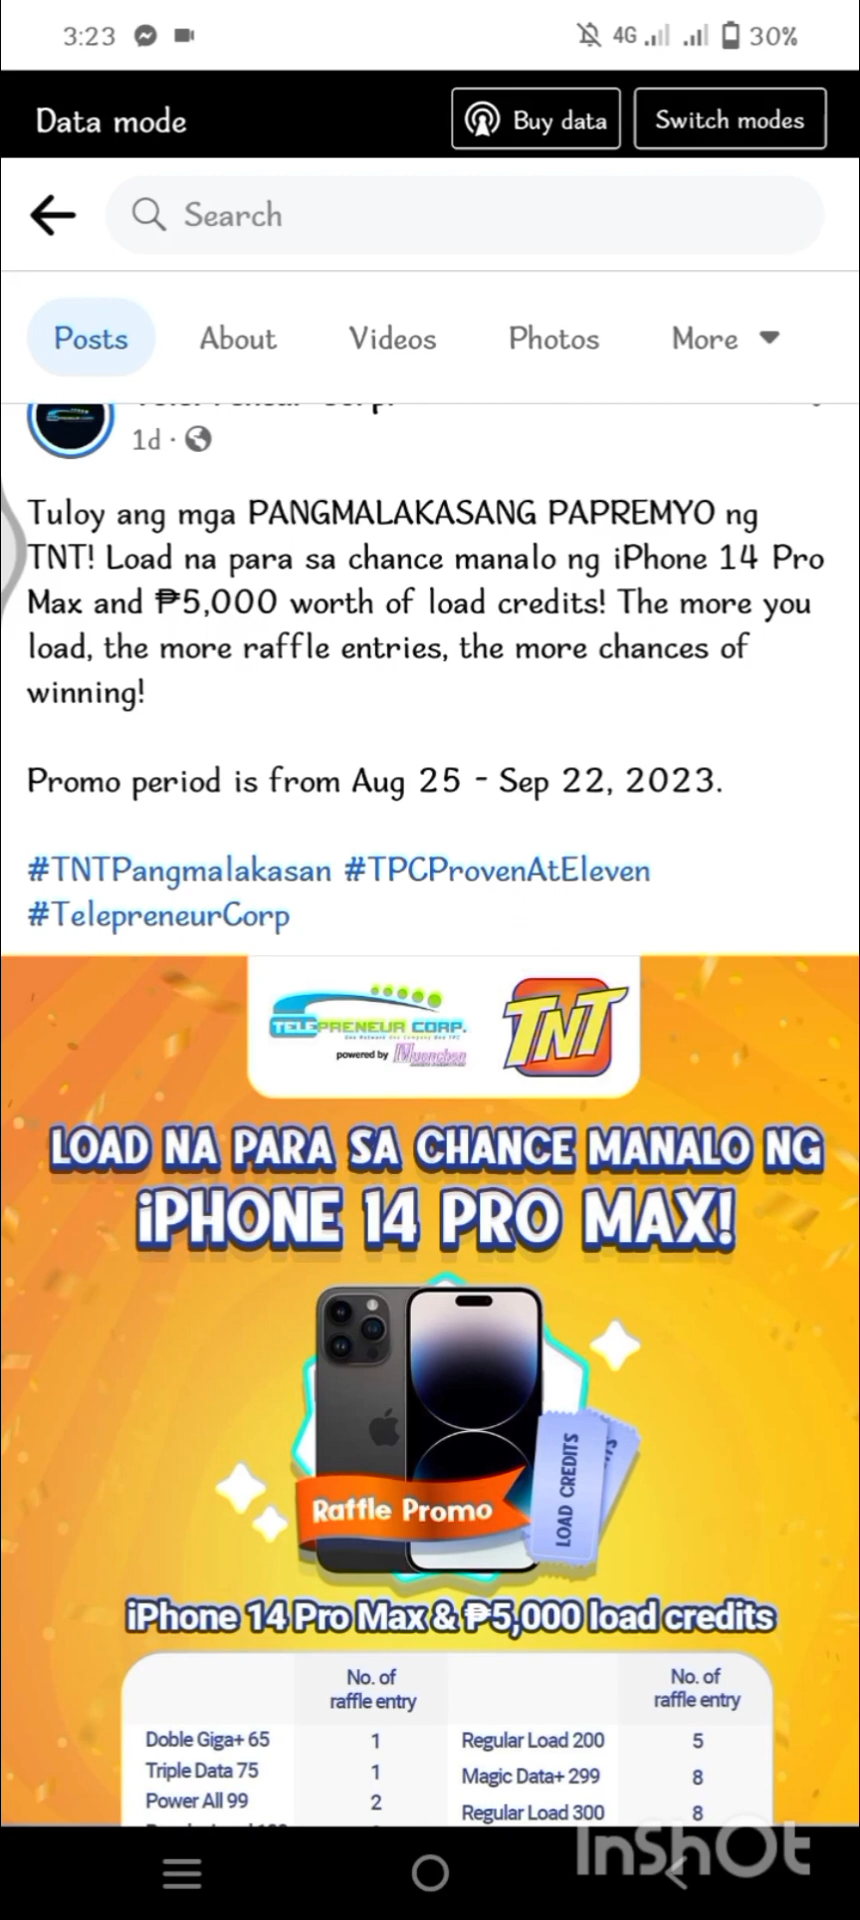 3:23
4G
30%
Data mode
Buy data
Switch modes
Search
Posts
About
Videos
Photos
More
1d
Tuloy ang mga PANGMALAKASANG PAPREMYO ng
TNT! Load na para sa chance manalo ng iPhone 14 Pro
Max and ₱5,000 worth of load credits! The more you
load, the more raffle entries, the more chances of
winning!
Promo period is from Aug 25 - Sep 22, 2023.
#TNTPangmalakasan #TPCProvenAtEleven
#TelepreneurCorp
TELEPRENEUR CORP.
powered by
TNT
LOAD NA PARA SA CHANCE MANALO NG
iPHONE 14 PRO MAX!
LOAD CREDITS
Raffle Promo
iPhone 14 Pro Max & ₱5,000 load credits
No. of
raffle entry
No. of
raffle entry
Doble Giga+ 65 1 Regular Load 200 5
Triple Data 75 1 Magic Data+ 299 8
Power All 99 2 Regular Load 300 8
InShOt